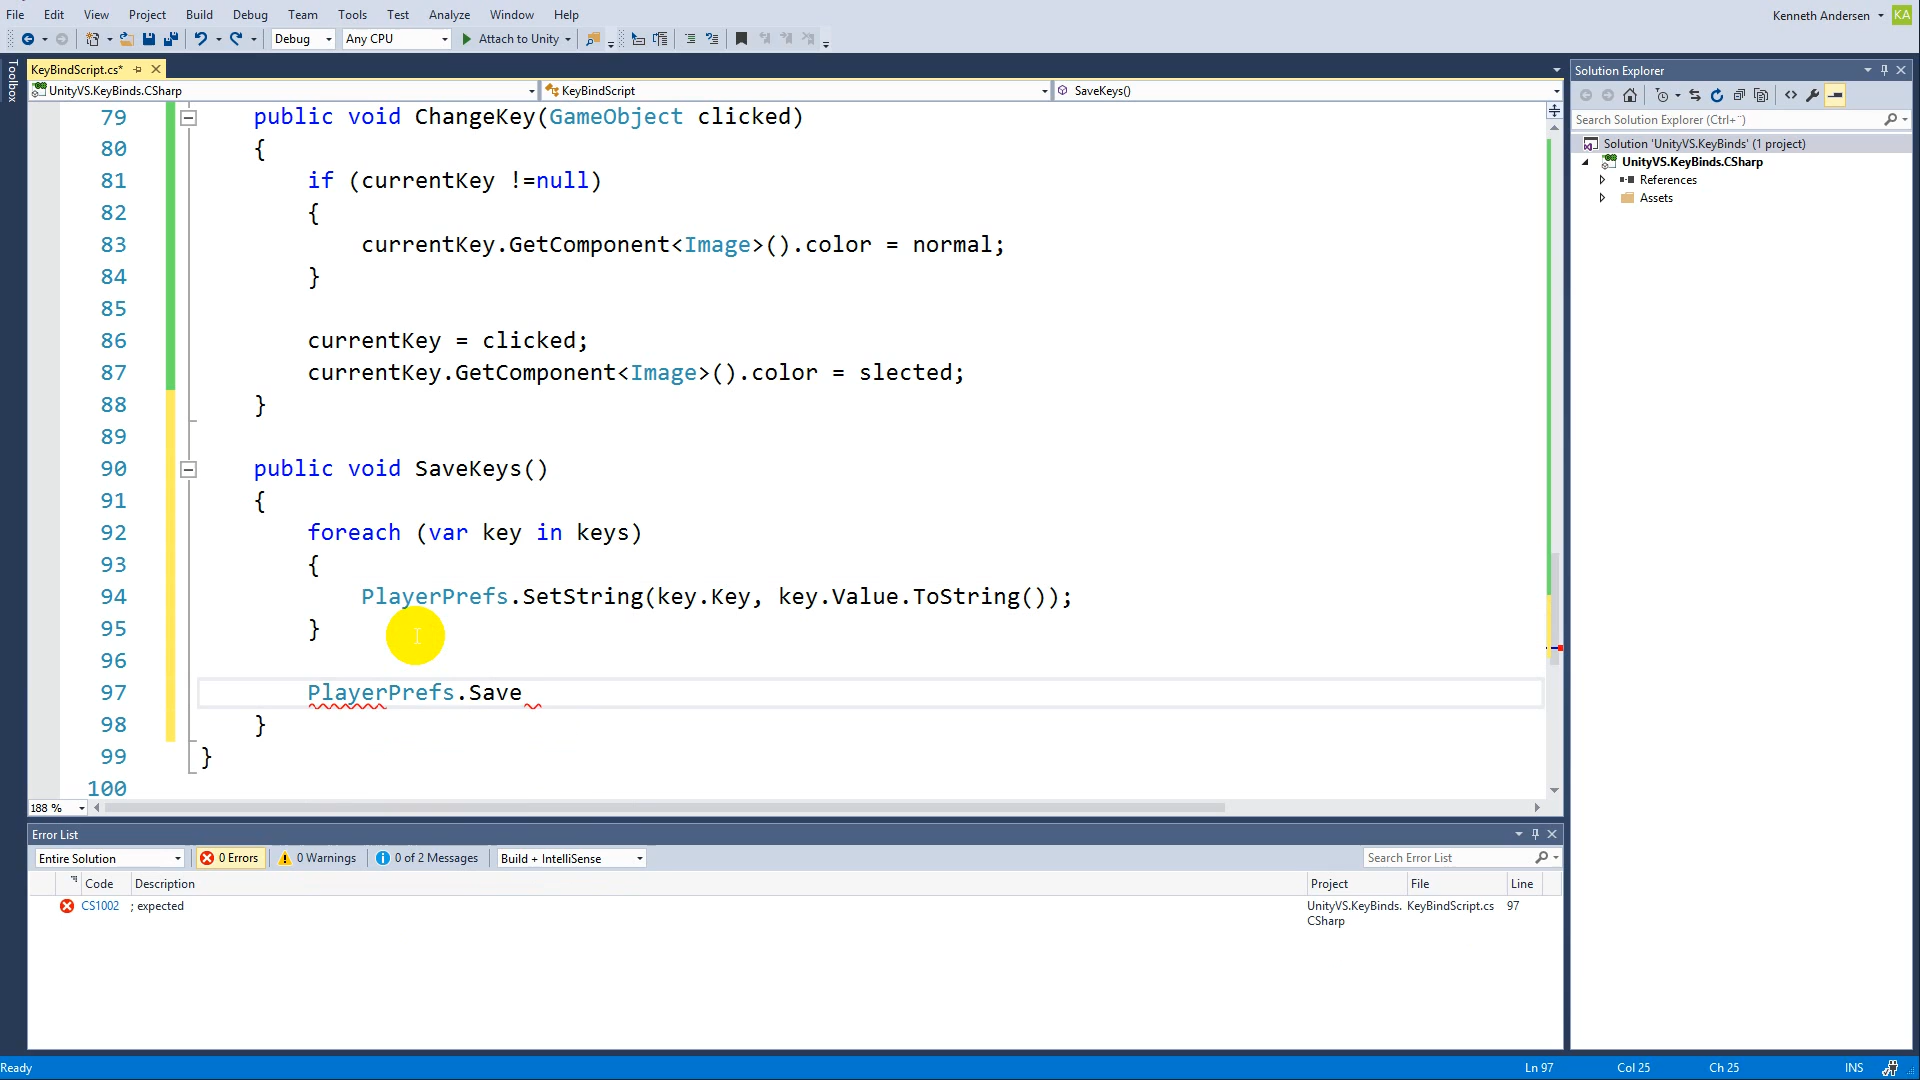 File Edit View Project Build Debug Team Tools Test Analyze Window Help
Kenneth Andersen KA
Debug Any CPU Attach to Unity
Toolbox
KeyBindScript.cs*
UnityVS.KeyBinds.CSharp KeyBindScript SaveKeys()
79 public void ChangeKey(GameObject clicked)
80 {
81 if (currentKey !=null)
82 {
83 currentKey.GetComponent<Image>().color = normal;
84 }
85
86 currentKey = clicked;
87 currentKey.GetComponent<Image>().color = slected;
88 }
89
90 public void SaveKeys()
91 {
92 foreach (var key in keys)
93 {
94 PlayerPrefs.SetString(key.Key, key.Value.ToString());
95 }
96
97 PlayerPrefs.Save
98 }
99 }
100
188 %
Error List
Entire Solution 0 Errors 0 Warnings 0 of 2 Messages Build + IntelliSense Search Error List
Code Description Project File Line
CS1002 ; expected UnityVS.KeyBinds. KeyBindScript.cs 97
CSharp
Solution Explorer
Search Solution Explorer (Ctrl+¨)
Solution 'UnityVS.KeyBinds' (1 project)
UnityVS.KeyBinds.CSharp
References
Assets
Ready Ln 97 Col 25 Ch 25 INS